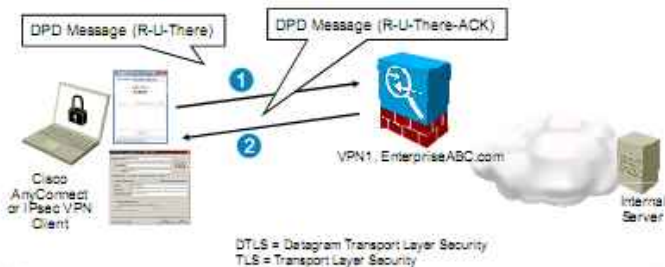 DPD Message (R-U-There)
DPD Message (R-U-There-ACK)
1
2
Cisco
AnyConnect
or IPsec VPN
Client
VPN1. EnterpriseABC.com
Internal
Server
DTLS = Datagram Transport Layer Security
TLS = Transport Layer Security